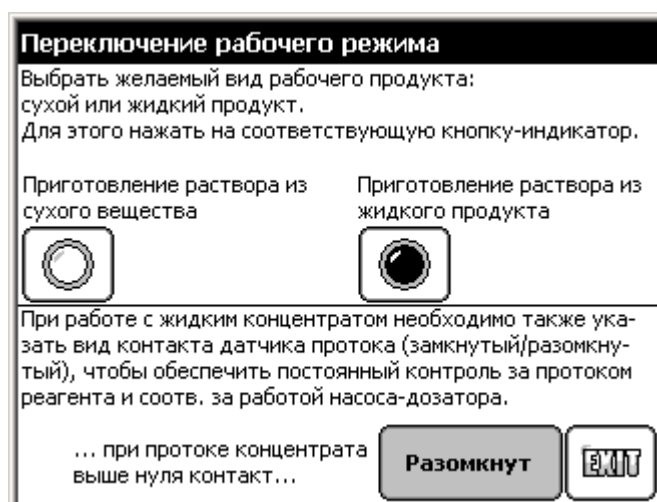 Переключение рабочего режима
Выбрать желаемый вид рабочего продукта:
сухой или жидкий продукт.
Для этого нажать на соответствующую кнопку-индикатор.
Приготовление раствора из
сухого вещества
Приготовление раствора из
жидкого продукта
При работе с жидким концентратом необходимо также ука-
зать вид контакта датчика протока (замкнутый/разомкну-
тый), чтобы обеспечить постоянный контроль за протоком
реагента и соотв. за работой насоса-дозатора.
... при протоке концентрата
выше нуля контакт...
Разомкнут
EXIT